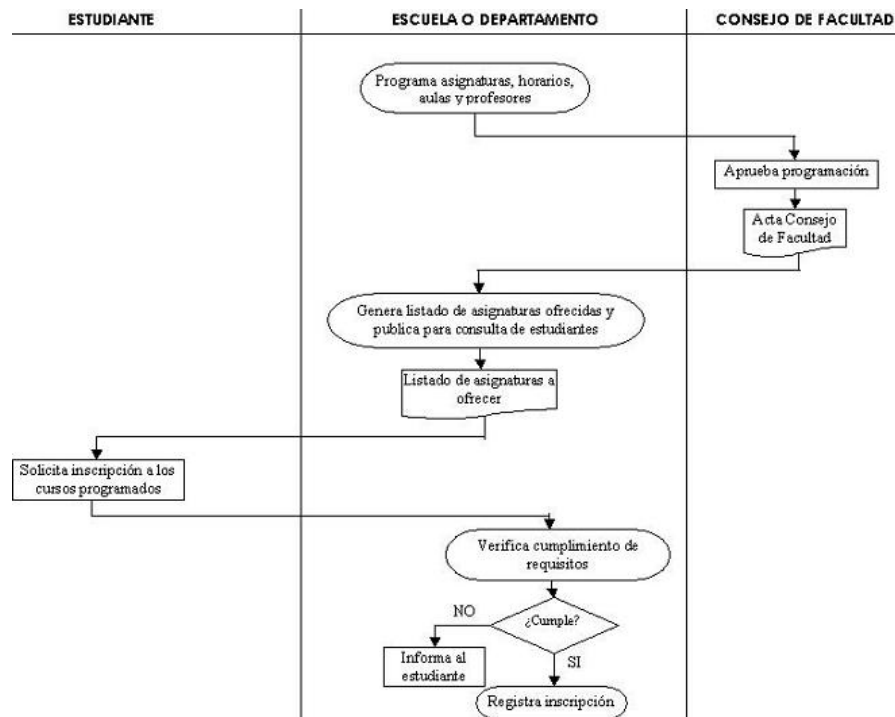 ESTUDIANTE
ESCUELA O DEPARTAMENTO
CONSEJO DE FACULTAD
Programa asignaturas, horarios,
aulas y profesores
Aprueba programación
Acta Consejo
de Facultad
Genera listado de asignaturas ofrecidas y
publica para consulta de estudiantes
Listado de asignaturas a
ofrecer
Solicita inscripción a los
cursos programados
Verifica cumplimiento de
requisitos
¿Cumple?
NO
Informa al
estudiante
SI
Registra inscripción